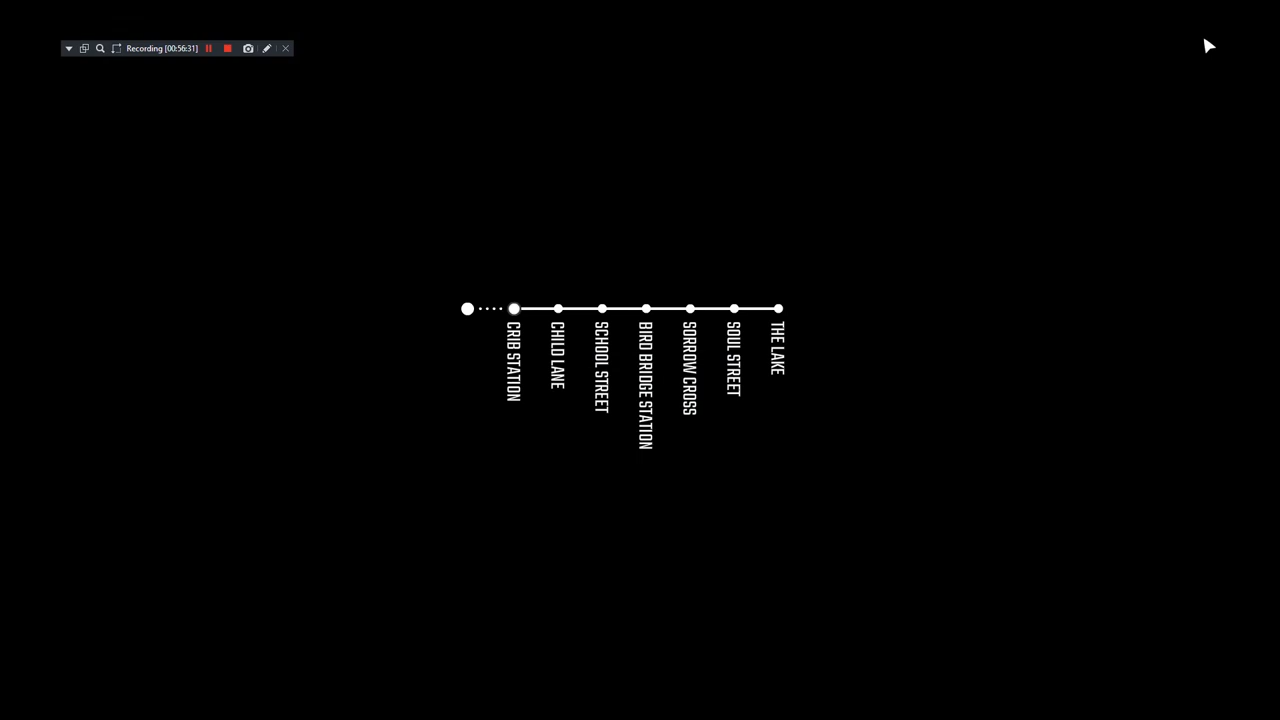 Recording [00:56:31]
CRIB STATION
CHILD LANE
SCHOOL STREET
BIRD BRIDGE STATION
SORROW CROSS
SOUL STREET
THE LAKE